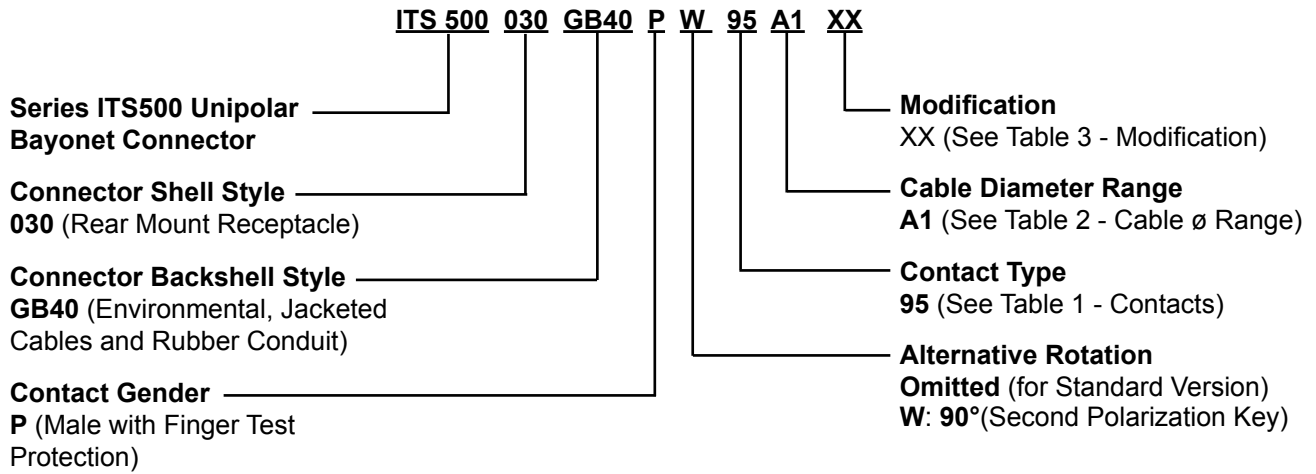 ITS 500 030 GB40 P W 95 A1 XX
Series ITS500 Unipolar
Bayonet Connector
Connector Shell Style
030 (Rear Mount Receptacle)
Connector Backshell Style
GB40 (Environmental, Jacketed
Cables and Rubber Conduit)
Contact Gender
P (Male with Finger Test
Protection)
Modification
XX (See Table 3 - Modification)
Cable Diameter Range
A1 (See Table 2 - Cable ø Range)
Contact Type
95 (See Table 1 - Contacts)
Alternative Rotation
Omitted (for Standard Version)
W: 90°(Second Polarization Key)